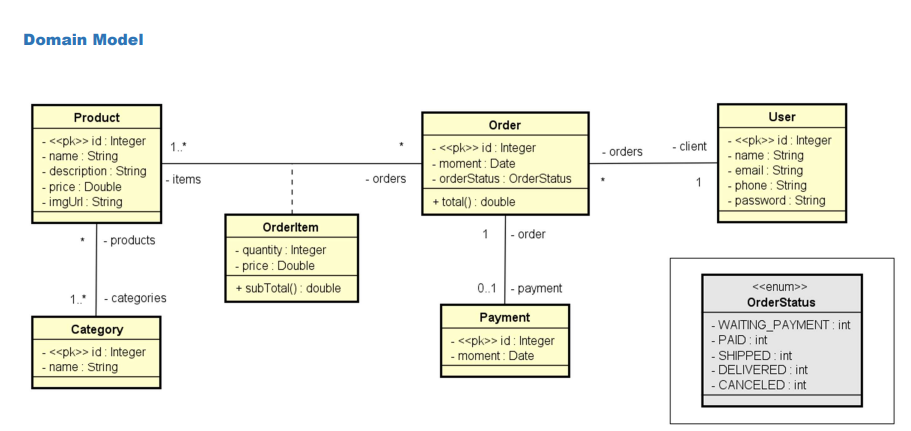 Domain Model
Product
- <<pk>> id : Integer
- name : String
- description : String
- price : Double
- imgUrl : String
1..*
- items
*
- orders
Order
- <<pk>> id : Integer
- moment : Date
- orderStatus : OrderStatus
+ total() : double
- orders
*
- client
1
User
- <<pk>> id : Integer
- name : String
- email : String
- phone : String
- password : String
OrderItem
- quantity : Integer
- price : Double
+ subTotal() : double
* - products
1..* - categories
Category
- <<pk>> id : Integer
- name : String
1 - order
0..1 - payment
Payment
- <<pk>> id : Integer
- moment : Date
<<enum>>
OrderStatus
- WAITING_PAYMENT : int
- PAID : int
- SHIPPED : int
- DELIVERED : int
- CANCELED : int